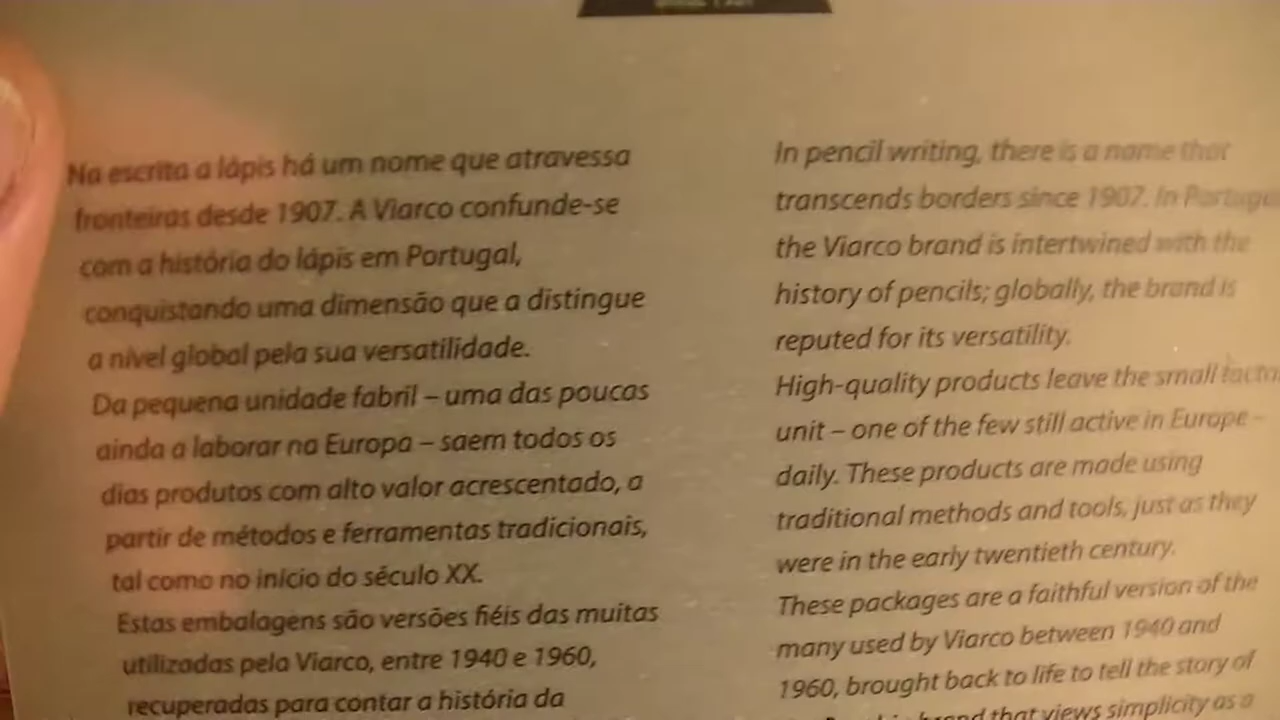 Na escrita a lápis há um nome que atravessa
fronteiras desde 1907. A Viarco confunde-se
com a história do lápis em Portugal,
conquistando uma dimensão que a distingue
a nível global pela sua versatilidade.
Da pequena unidade fabril – uma das poucas
ainda a laborar na Europa – saem todos os
dias produtos com alto valor acrescentado, a
partir de métodos e ferramentas tradicionais,
tal como no início do século XX.
Estas embalagens são versões fiéis das muitas
utilizadas pela Viarco, entre 1940 e 1960,
recuperadas para contar a história da
In pencil writing, there is a name that
transcends borders since 1907. In
the Viarco brand is intertwined with the
history of pencils; globally, the brand is
reputed for its versatility.
High-quality products leave the small
unit – one of the few still active in Europe –
daily. These products are made using
traditional methods and tools, just as they
were in the early twentieth century.
These packages are a faithful version of the
many used by Viarco between 1940 and
1960, brought back to life to tell the story of
brand that views simplicity as a